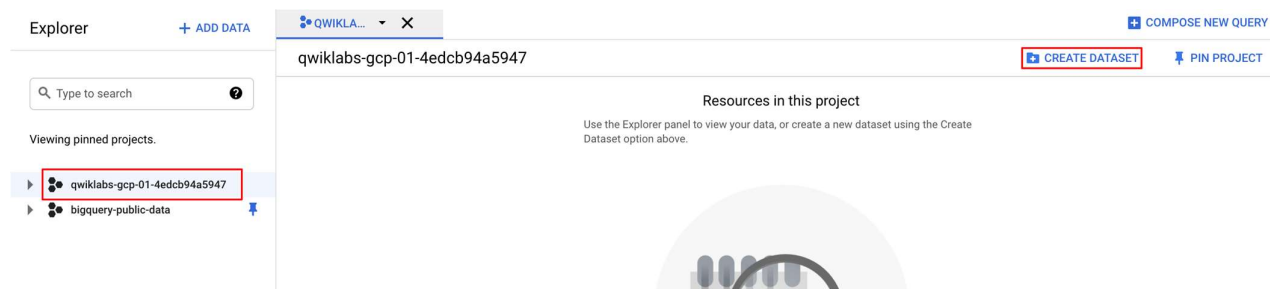 Explorer
+ ADD DATA
Type to search
Viewing pinned projects.
qwiklabs-gcp-01-4edcb94a5947
bigquery-public-data
QWIKLA...
COMPOSE NEW QUERY
qwiklabs-gcp-01-4edcb94a5947
CREATE DATASET
PIN PROJECT
Resources in this project
Use the Explorer panel to view your data, or create a new dataset using the Create
Dataset option above.